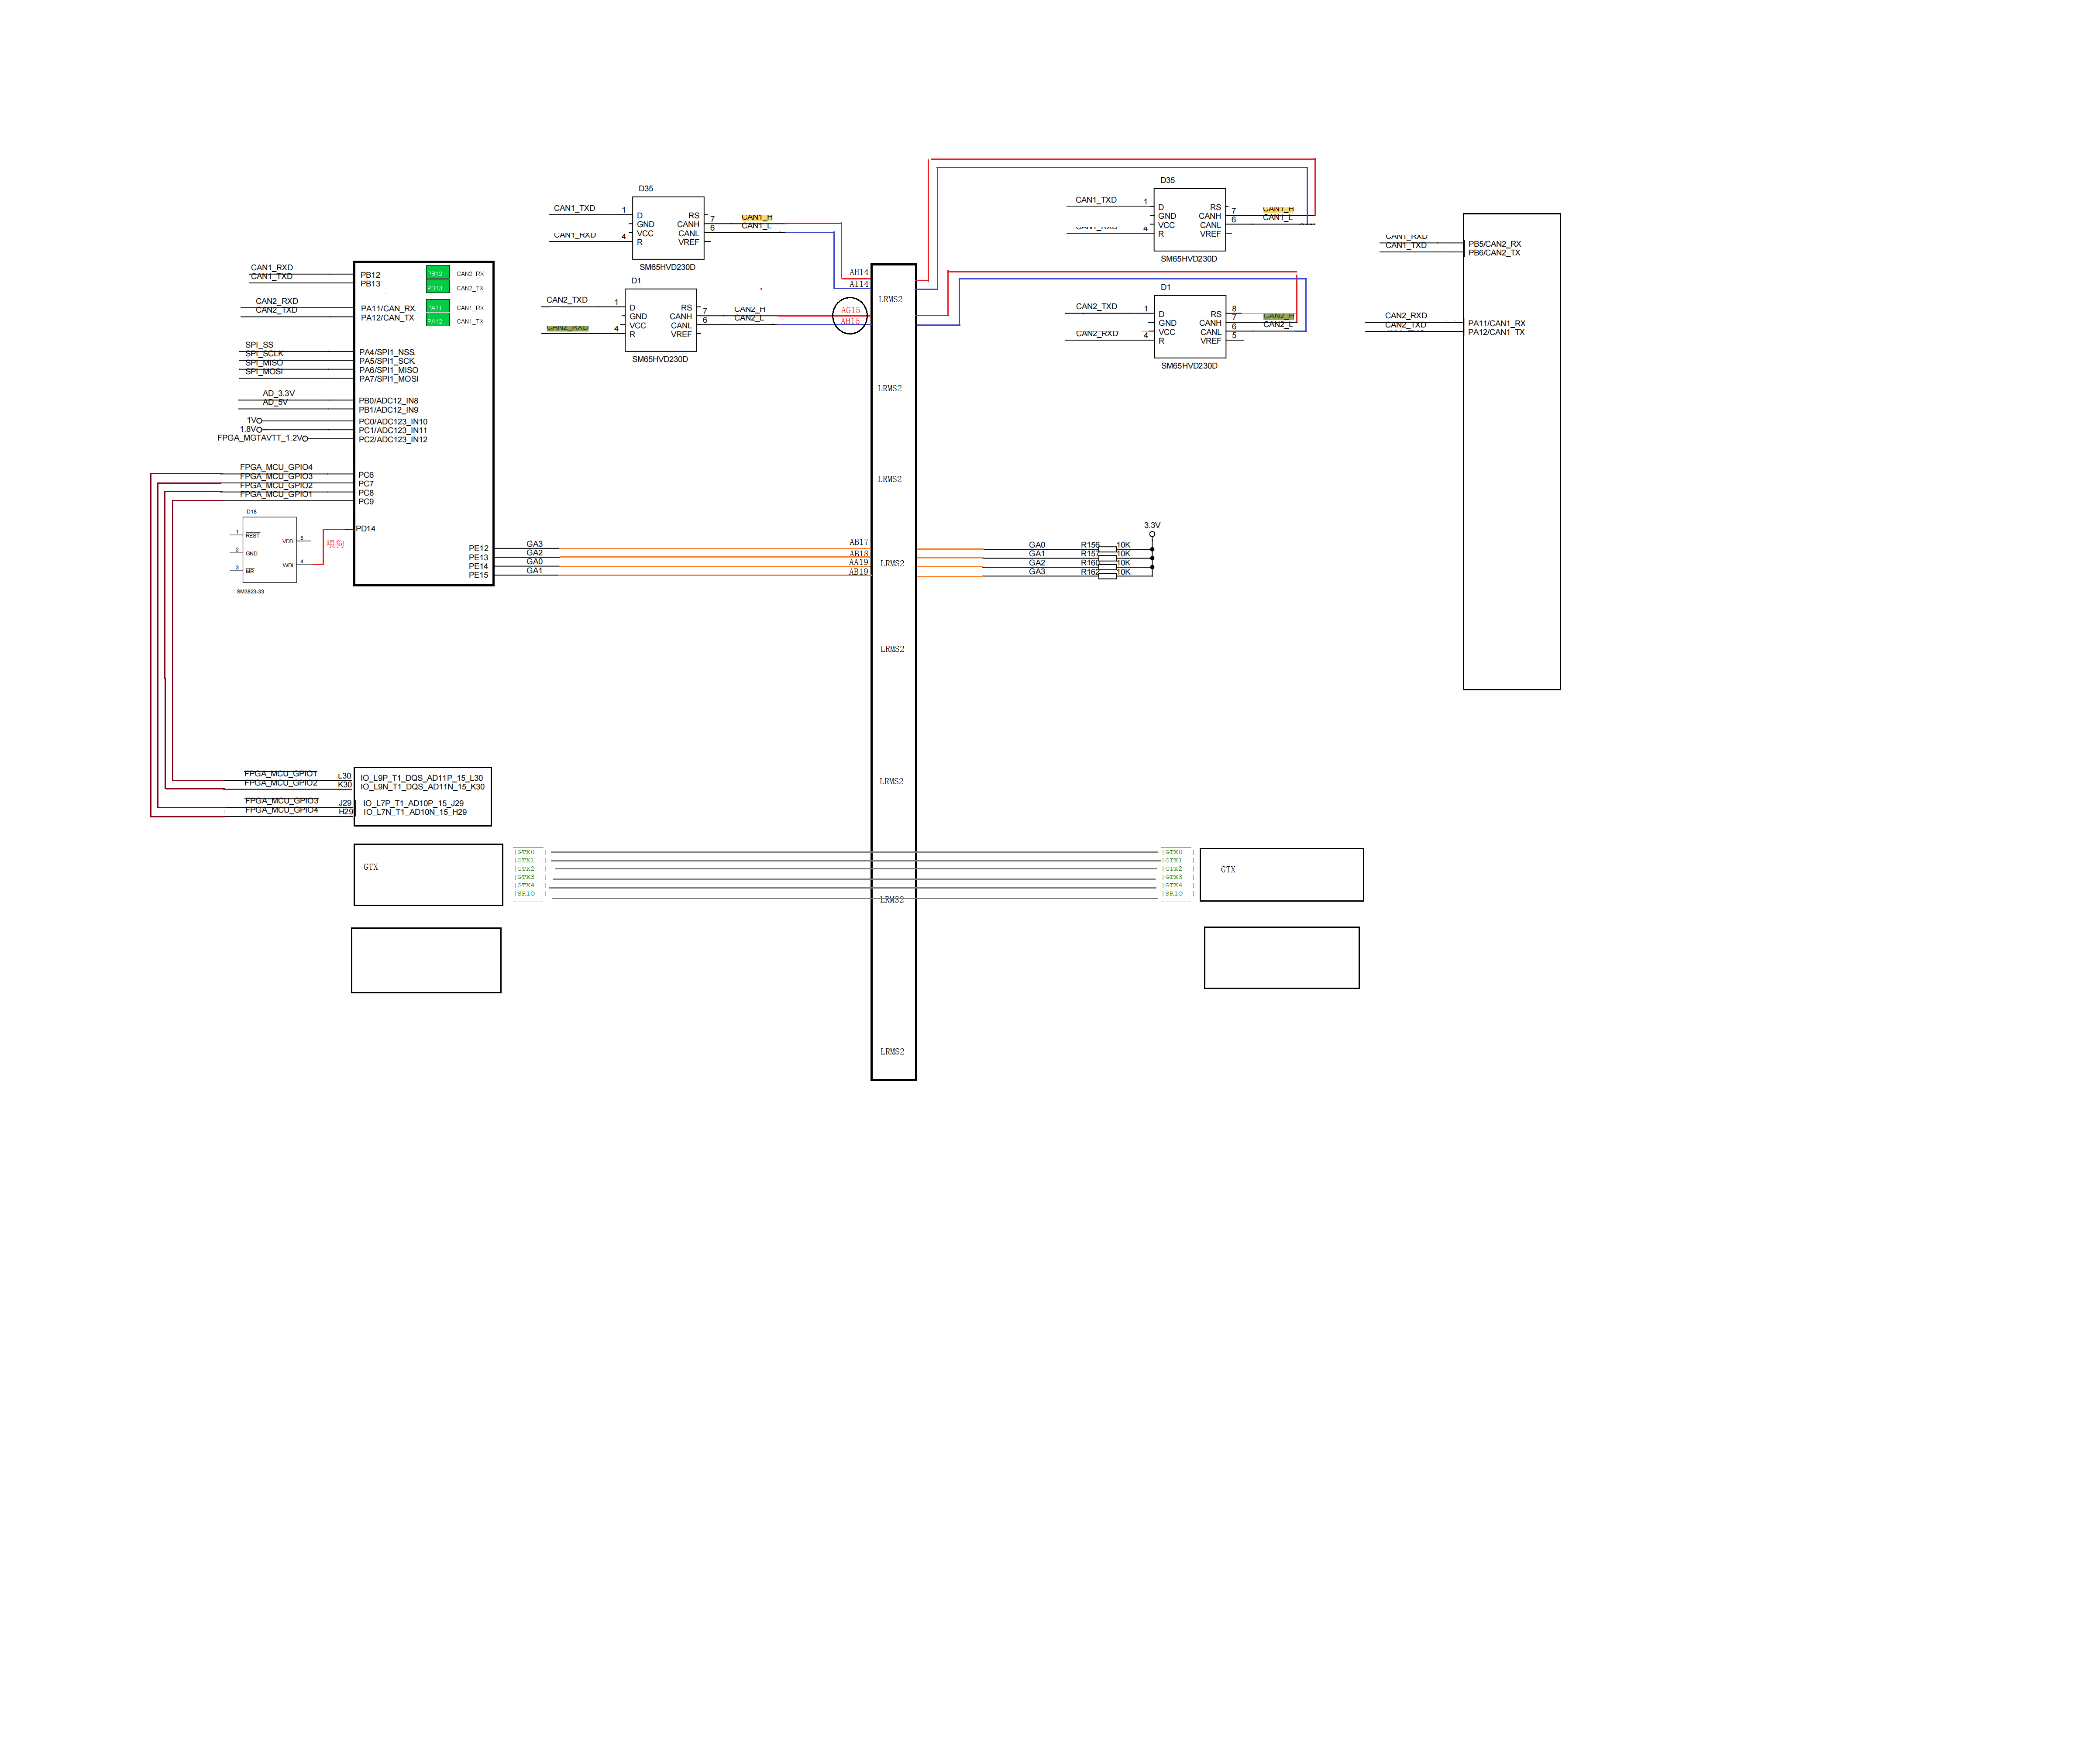 D35
CAN1_TXD
1
D
GND
VCC
R
RS
CANH
CANL
VREF
7
6
CAN1_H
CAN1_L
CAN1_RXD
4
SM65HVD230D
D1
CAN2_TXD
1
D
GND
VCC
R
RS
CANH
CANL
VREF
7
6
CAN2_H
CAN2_L
CAN2_RXD
4
SM65HVD230D
CAN1_RXD
CAN1_TXD
PB12
PB13
PB12 CAN2_RX
PB13 CAN2_TX
CAN2_RXD
CAN2_TXD
PA11/CAN_RX
PA12/CAN_TX
PA11 CAN1_RX
PA12 CAN1_TX
SPI_SS
SPI_SCLK
SPI_MISO
SPI_MOSI
PA4/SPI1_NSS
PA5/SPI1_SCK
PA6/SPI1_MISO
PA7/SPI1_MOSI
AD_3.3V
AD_5V
PB0/ADC12_IN8
PB1/ADC12_IN9
1V
1.8V
FPGA_MGTAVTT_1.2V
PC0/ADC123_IN10
PC1/ADC123_IN11
PC2/ADC123_IN12
FPGA_MCU_GPIO4
FPGA_MCU_GPIO3
FPGA_MCU_GPIO2
FPGA_MCU_GPIO1
PC6
PC7
PC8
PC9
PD14
喂狗
D18
1 REST
2 GND
3 MR
VDD 5
WDI 4
SM3823-33
PE12
PE13
PE14
PE15
GA3
GA2
GA0
GA1
AH14
AI14
AG15
AH15
AB17
AB18
AA19
AB19
LRMS2
LRMS2
LRMS2
LRMS2
LRMS2
LRMS2
LRMS2
LRMS2
D35
CAN1_TXD
1
D
GND
VCC
R
RS
CANH
CANL
VREF
7
6
CAN1_H
CAN1_L
CAN1_RXD
4
SM65HVD230D
D1
CAN2_TXD
1
D
GND
VCC
R
RS
CANH
CANL
VREF
8
7
6
5
CAN2_H
CAN2_L
CAN2_RXD
4
SM65HVD230D
CAN1_RXD
CAN1_TXD
PB5/CAN2_RX
PB6/CAN2_TX
CAN2_RXD
CAN2_TXD
PA11/CAN1_RX
PA12/CAN1_TX
3.3V
GA0 R156 10K
GA1 R157 10K
GA2 R160 10K
GA3 R162 10K
FPGA_MCU_GPIO1 L30 IO_L9P_T1_DQS_AD11P_15_L30
FPGA_MCU_GPIO2 K30 IO_L9N_T1_DQS_AD11N_15_K30
FPGA_MCU_GPIO3 J29 IO_L7P_T1_AD10P_15_J29
FPGA_MCU_GPIO4 H29 IO_L7N_T1_AD10N_15_H29
GTX
|GTX0 |
|GTX1 |
|GTX2 |
|GTX3 |
|GTX4 |
|SRIO |
|GTX0 |
|GTX1 |
|GTX2 |
|GTX3 |
|GTX4 |
|SRIO |
GTX